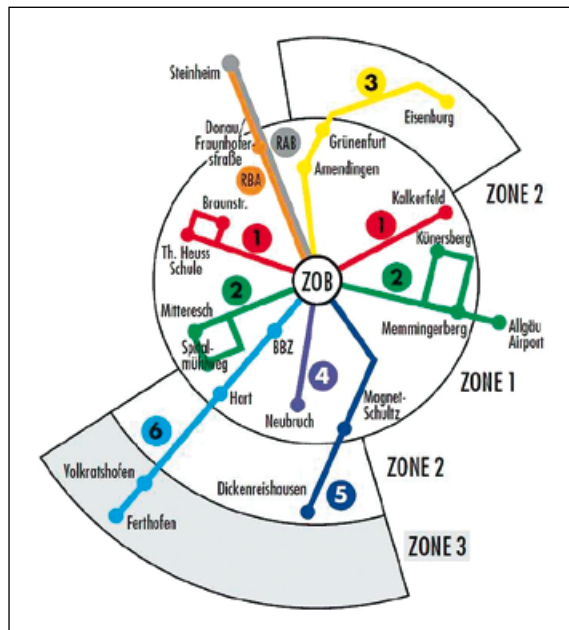 Steinheim
3
Eisenburg
Donau/
Fraunhofer-
straße
RAB
Grünenfurt
RBA
Amendingen
ZONE 2
Braunstr.
Kalkerfeld
1
1
Künersberg
Th. Heuss
Schule
ZOB
2
2
Mitteresch
Memmingerberg
Allgäu
Airport
Spital-
mühlweg
BBZ
ZONE 1
4
Hart
Neubruch
Magnet-
Schultz
6
ZONE 2
Volkratshofen
Dickenreishausen
5
Ferthofen
ZONE 3